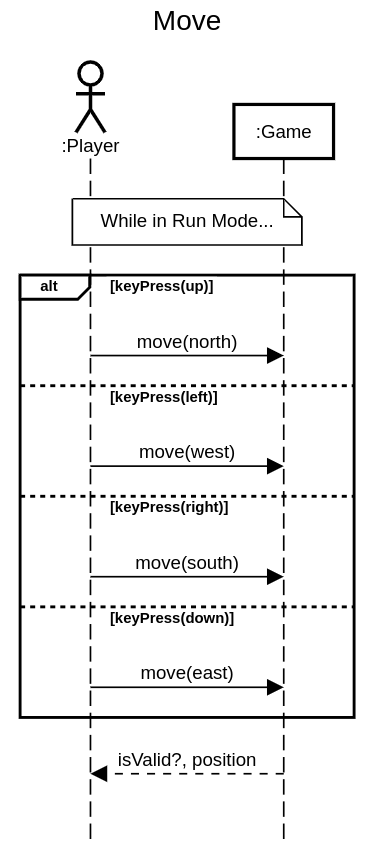 Move
:Player
:Game
While in Run Mode...
alt [keyPress(up)]
move(north)
[keyPress(left)]
move(west)
[keyPress(right)]
move(south)
[keyPress(down)]
move(east)
isValid?, position